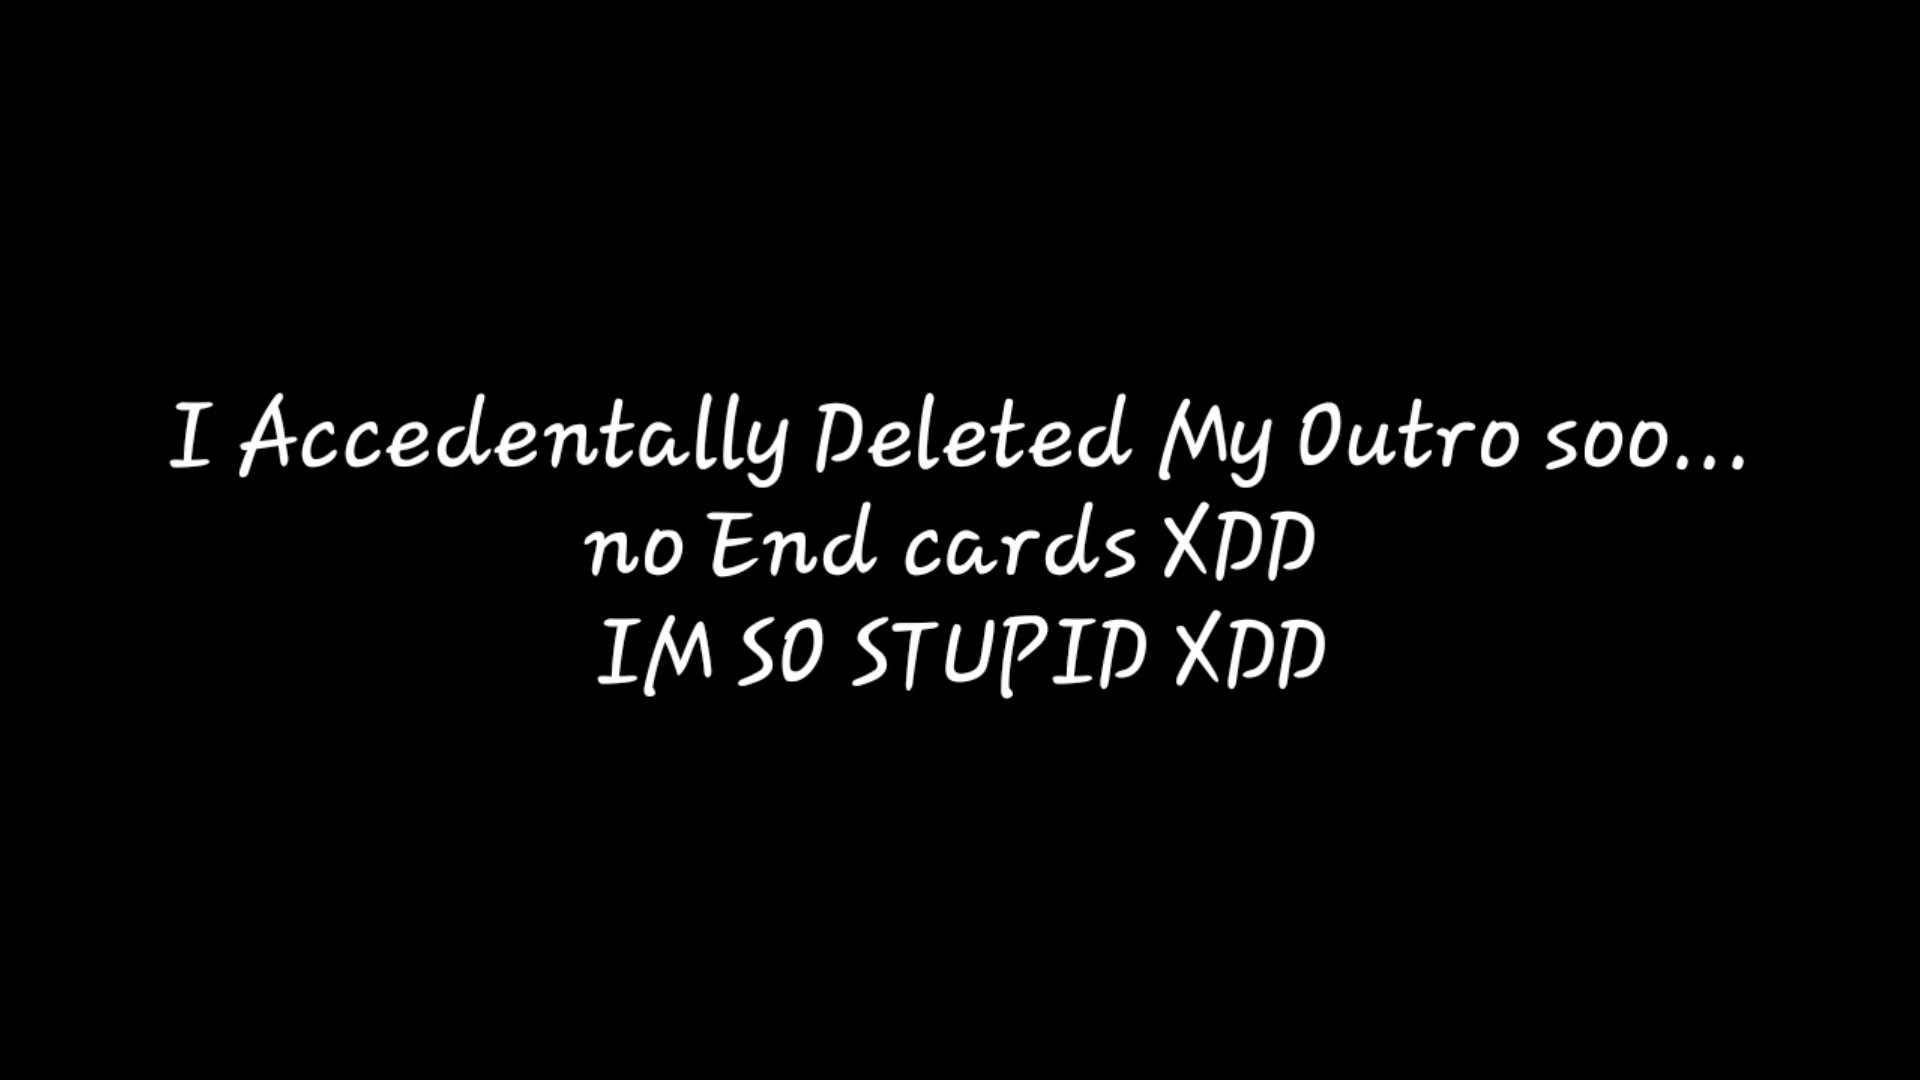 I Accedentally Deleted My Outro soo...
no End cards XDD
IM SO STUPID XDD